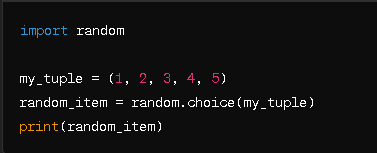 import random

my_tuple = (1, 2, 3, 4, 5)
random_item = random.choice(my_tuple)
print(random_item)